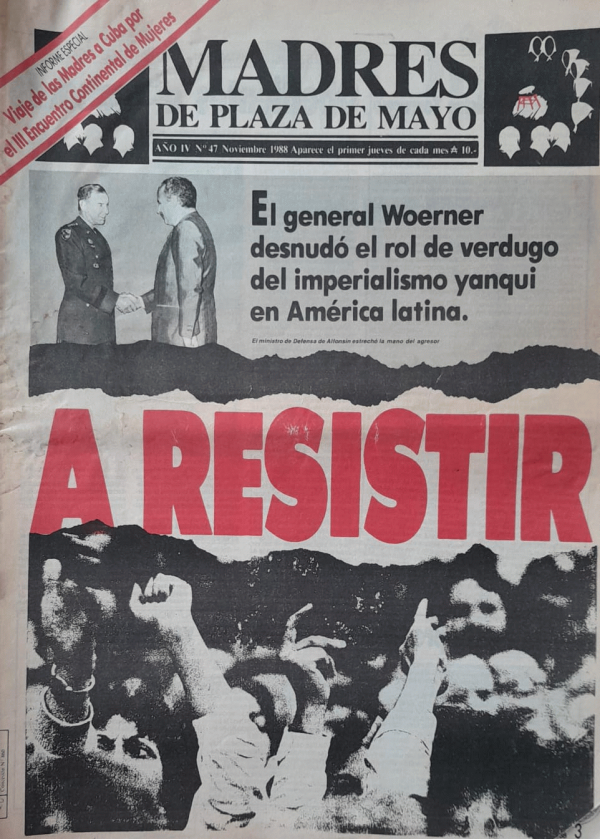 INFORME ESPECIAL
Viaje de las Madres a Cuba por
el III Encuentro Continental de Mujeres
MADRES
DE PLAZA DE MAYO
AÑO IV Nº 47 Noviembre 1988 Aparece el primer jueves de cada mes ₳ 10.-
El general Woerner
desnudó el rol de verdugo
del imperialismo yanqui
en América latina.
El ministro de Defensa de Alfonsín estrechó la mano del agresor
A RESISTIR
3